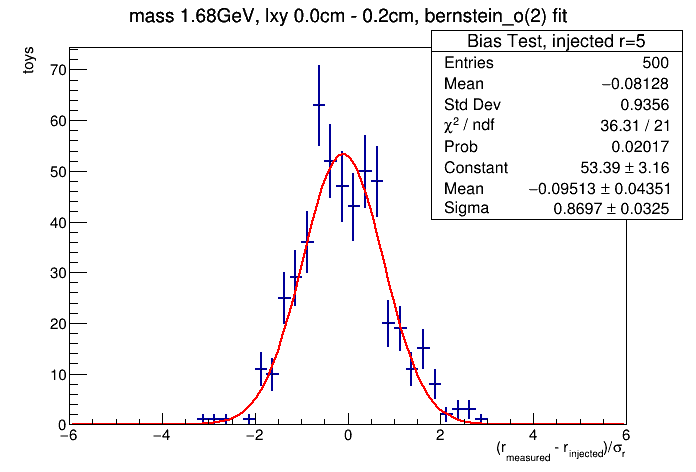 mass 1.68GeV, lxy 0.0cm - 0.2cm, bernstein_o(2) fit
toys
Bias Test, injected r=5
Entries 500
Mean −0.08128
Std Dev 0.9356
χ² / ndf 36.31 / 21
Prob 0.02017
Constant 53.39 ± 3.16
Mean −0.09513 ± 0.04351
Sigma 0.8697 ± 0.0325
70
60
50
40
30
20
10
0
−6 −4 −2 0 2 4 6
(r_measured - r_injected)/σ_r